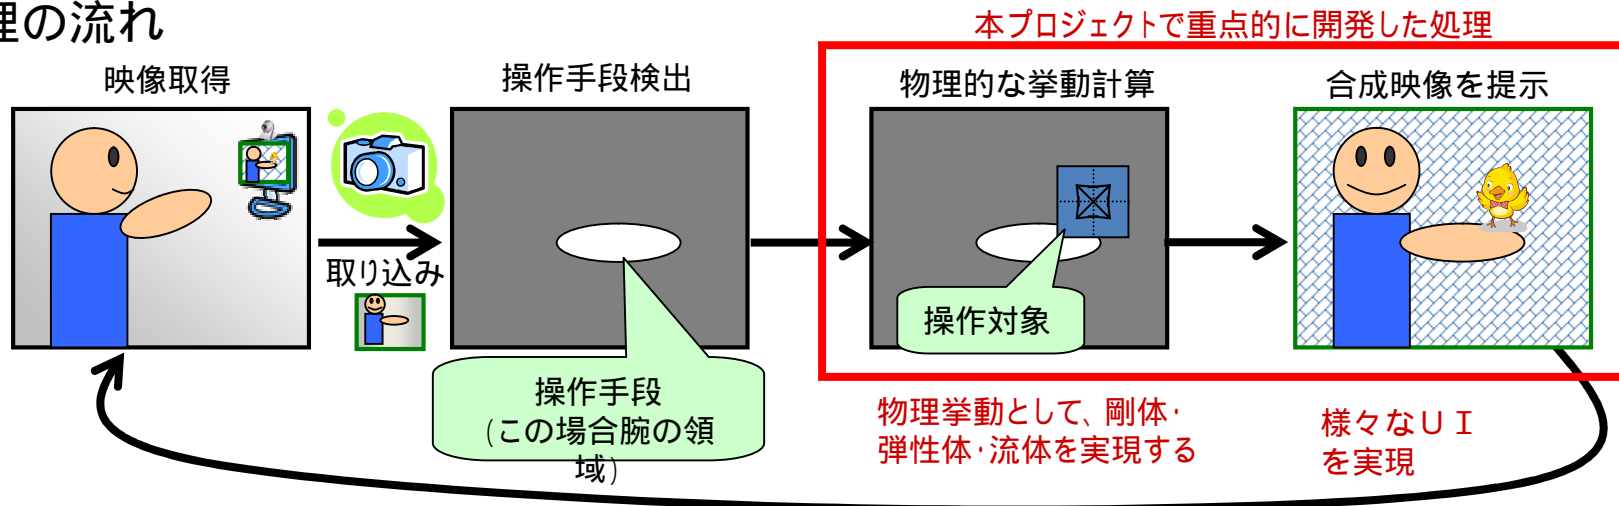 理の流れ
本プロジェクトで重点的に開発した処理
映像取得
操作手段検出
物理的な挙動計算
合成映像を提示
取り込み
操作対象
操作手段
(この場合腕の領
域)
物理挙動として、剛体・
弾性体・流体を実現する
様々なＵＩ
を実現